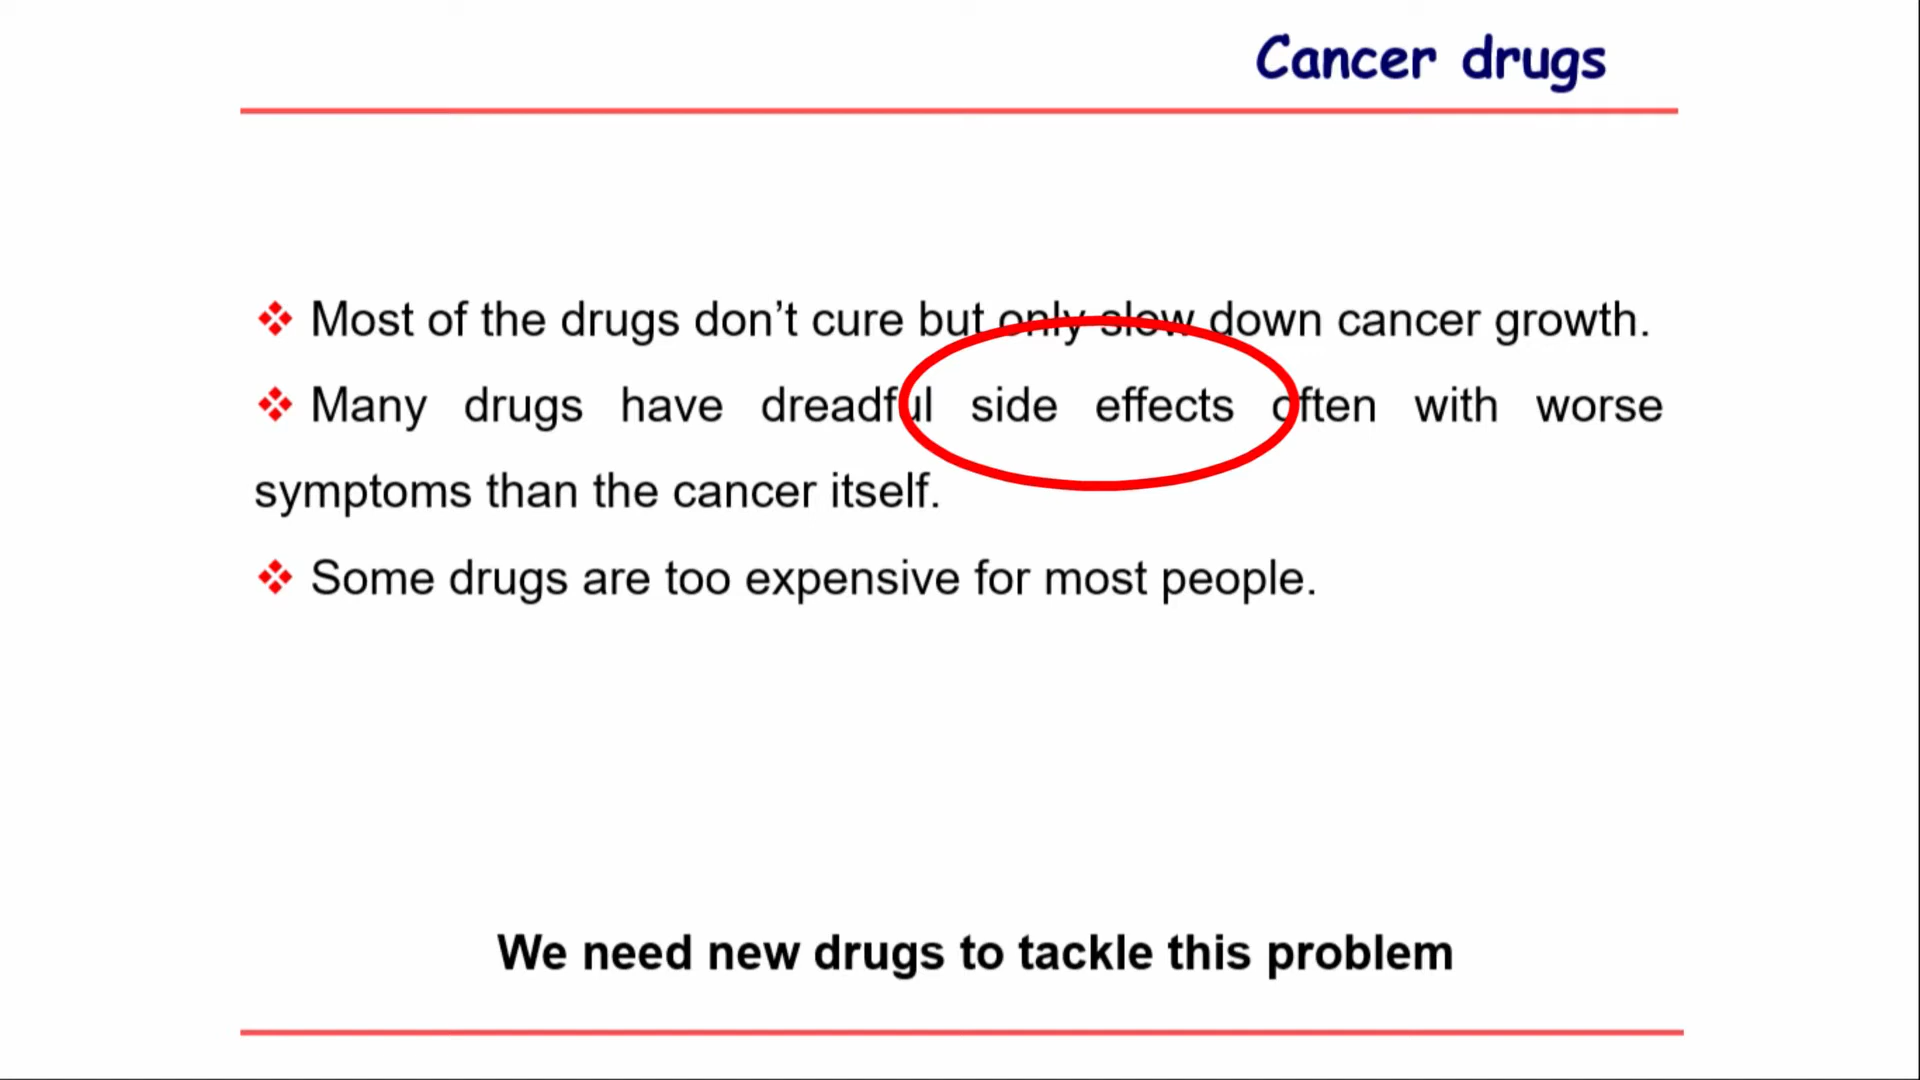 Cancer drugs
❖ Most of the drugs don’t cure but only slow down cancer growth.
❖ Many drugs have dreadful side effects often with worse
symptoms than the cancer itself.
❖ Some drugs are too expensive for most people.
We need new drugs to tackle this problem